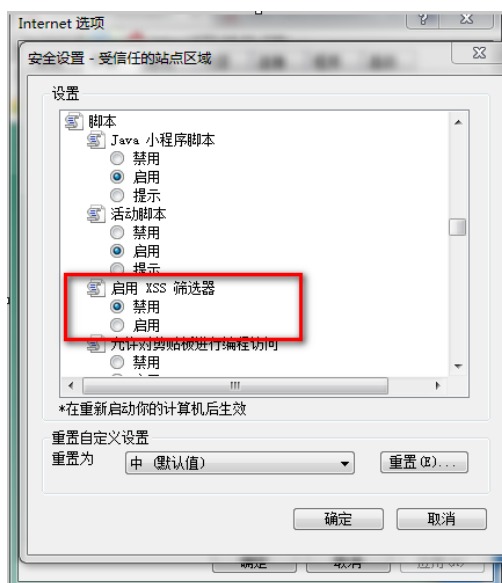 Internet 选项
安全设置 - 受信任的站点区域
设置
脚本
Java 小程序脚本
禁用
启用
提示
活动脚本
禁用
启用
提示
启用 XSS 筛选器
禁用
启用
允许对剪贴板进行编程访问
禁用
*在重新启动你的计算机后生效
重置自定义设置
重置为
中 (默认值)
重置(E)...
确定
取消
确定
取消